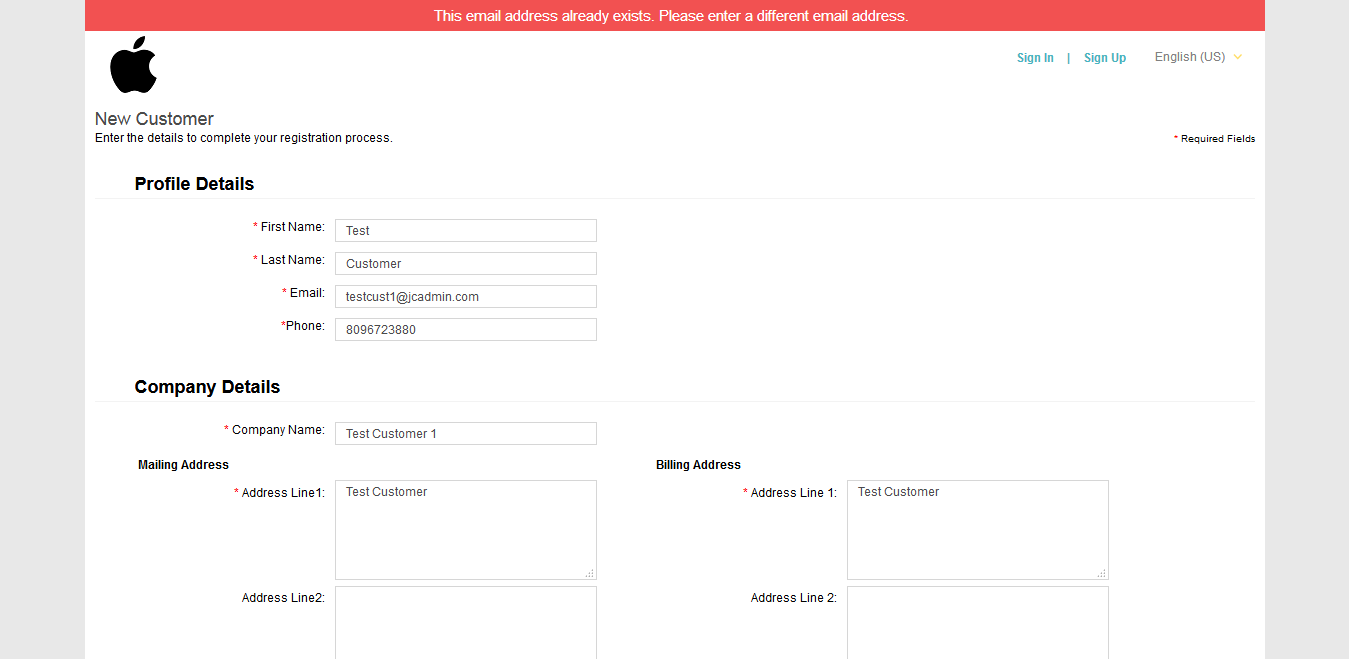 This email address already exists. Please enter a different email address.
Sign In | Sign Up English (US)
New Customer
Enter the details to complete your registration process.
* Required Fields
Profile Details
* First Name: Test
* Last Name: Customer
* Email: testcust1@jcadmin.com
*Phone: 8096723880
Company Details
* Company Name: Test Customer 1
Mailing Address
* Address Line1: Test Customer
Address Line2:
Billing Address
* Address Line 1: Test Customer
Address Line 2: